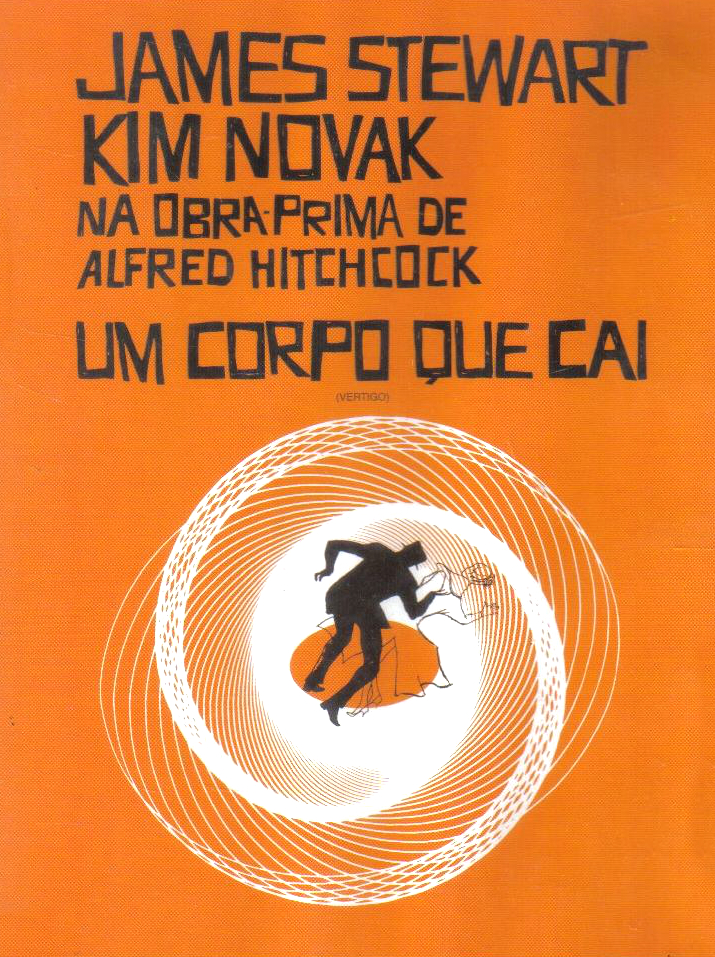 JAMES STEWART
KIM NOVAK
NA OBRA-PRIMA DE
ALFRED HITCHCOCK
UM CORPO QUE CAI
(VERTIGO)